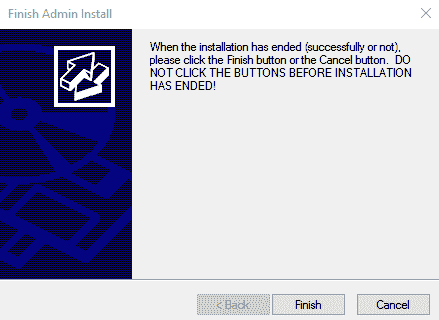 Finish Admin Install
When the installation has ended (successfully or not),
please click the Finish button or the Cancel button. DO
NOT CLICK THE BUTTONS BEFORE INSTALLATION
HAS ENDED!
< Back
Finish
Cancel